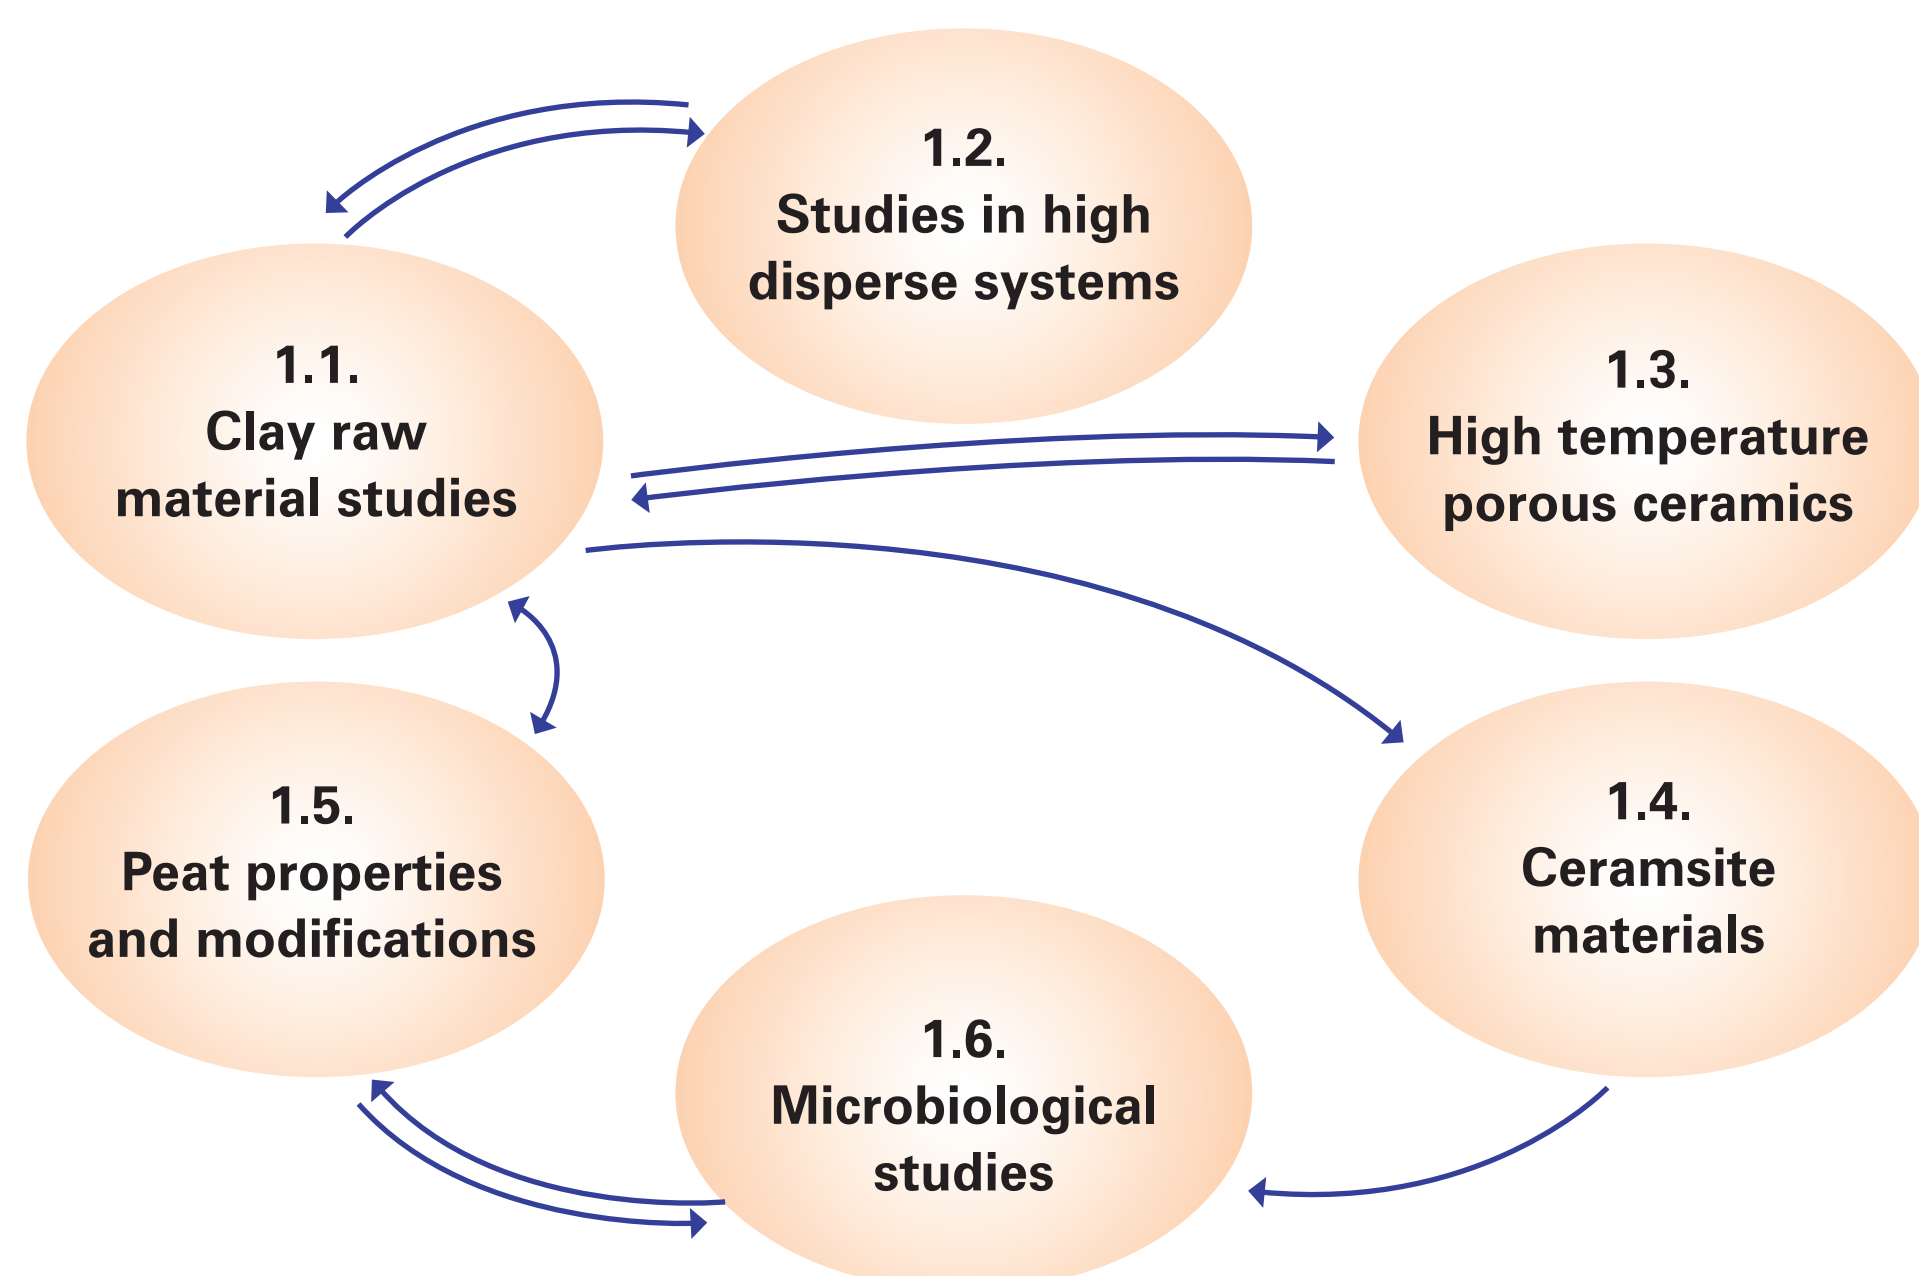 1.2.
Studies in high
disperse systems
1.1.
Clay raw
material studies
1.3.
High temperature
porous ceramics
1.5.
Peat properties
and modifications
1.4.
Ceramsite
materials
1.6.
Microbiological
studies